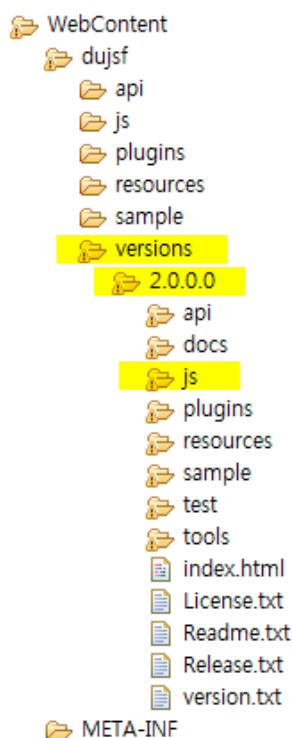 WebContent
dujsf
api
js
plugins
resources
sample
versions
2.0.0.0
api
docs
js
plugins
resources
sample
test
tools
index.html
License.txt
Readme.txt
Release.txt
version.txt
META-INF